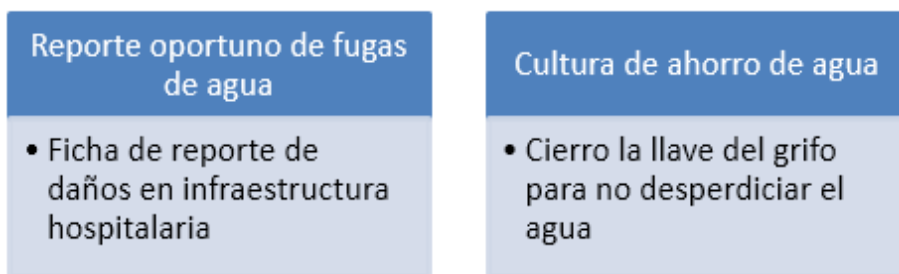 Reporte oportuno de fugas
de agua
• Ficha de reporte de
daños en infraestructura
hospitalaria
Cultura de ahorro de agua
• Cierro la llave del grifo
para no desperdiciar el
agua